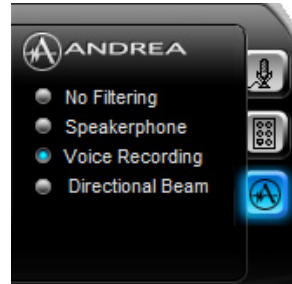 ANDREA
No Filtering
Speakerphone
Voice Recording
Directional Beam